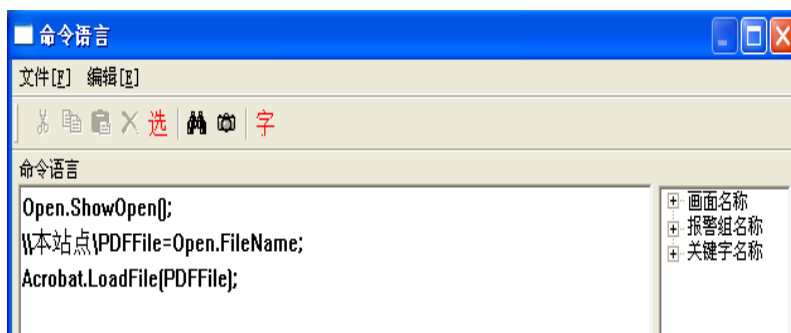 命令语言
文件[F] 编辑[E]
选 字
命令语言
Open.ShowOpen();
\\本站点\PDFFile=Open.FileName;
Acrobat.LoadFile(PDFFile);
画面名称
报警组名称
关键字名称